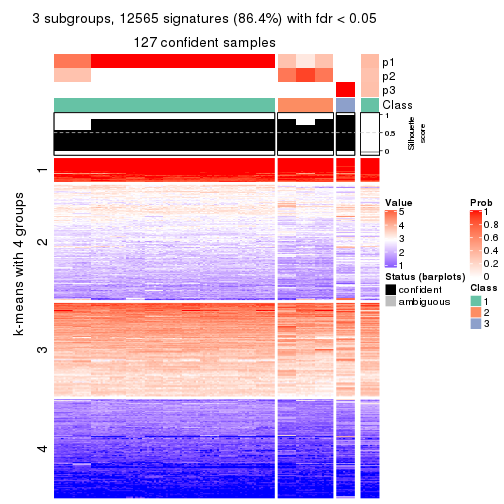 3 subgroups, 12565 signatures (86.4%) with fdr < 0.05
127 confident samples
p1
p2
p3
Class
1
0.5
0
Silhouette
score
k-means with 4 groups
1
2
3
4
Value
5
4
3
2
1
Status (barplots)
confident
ambiguous
Prob
1
0.8
0.6
0.4
0.2
0
Class
1
2
3